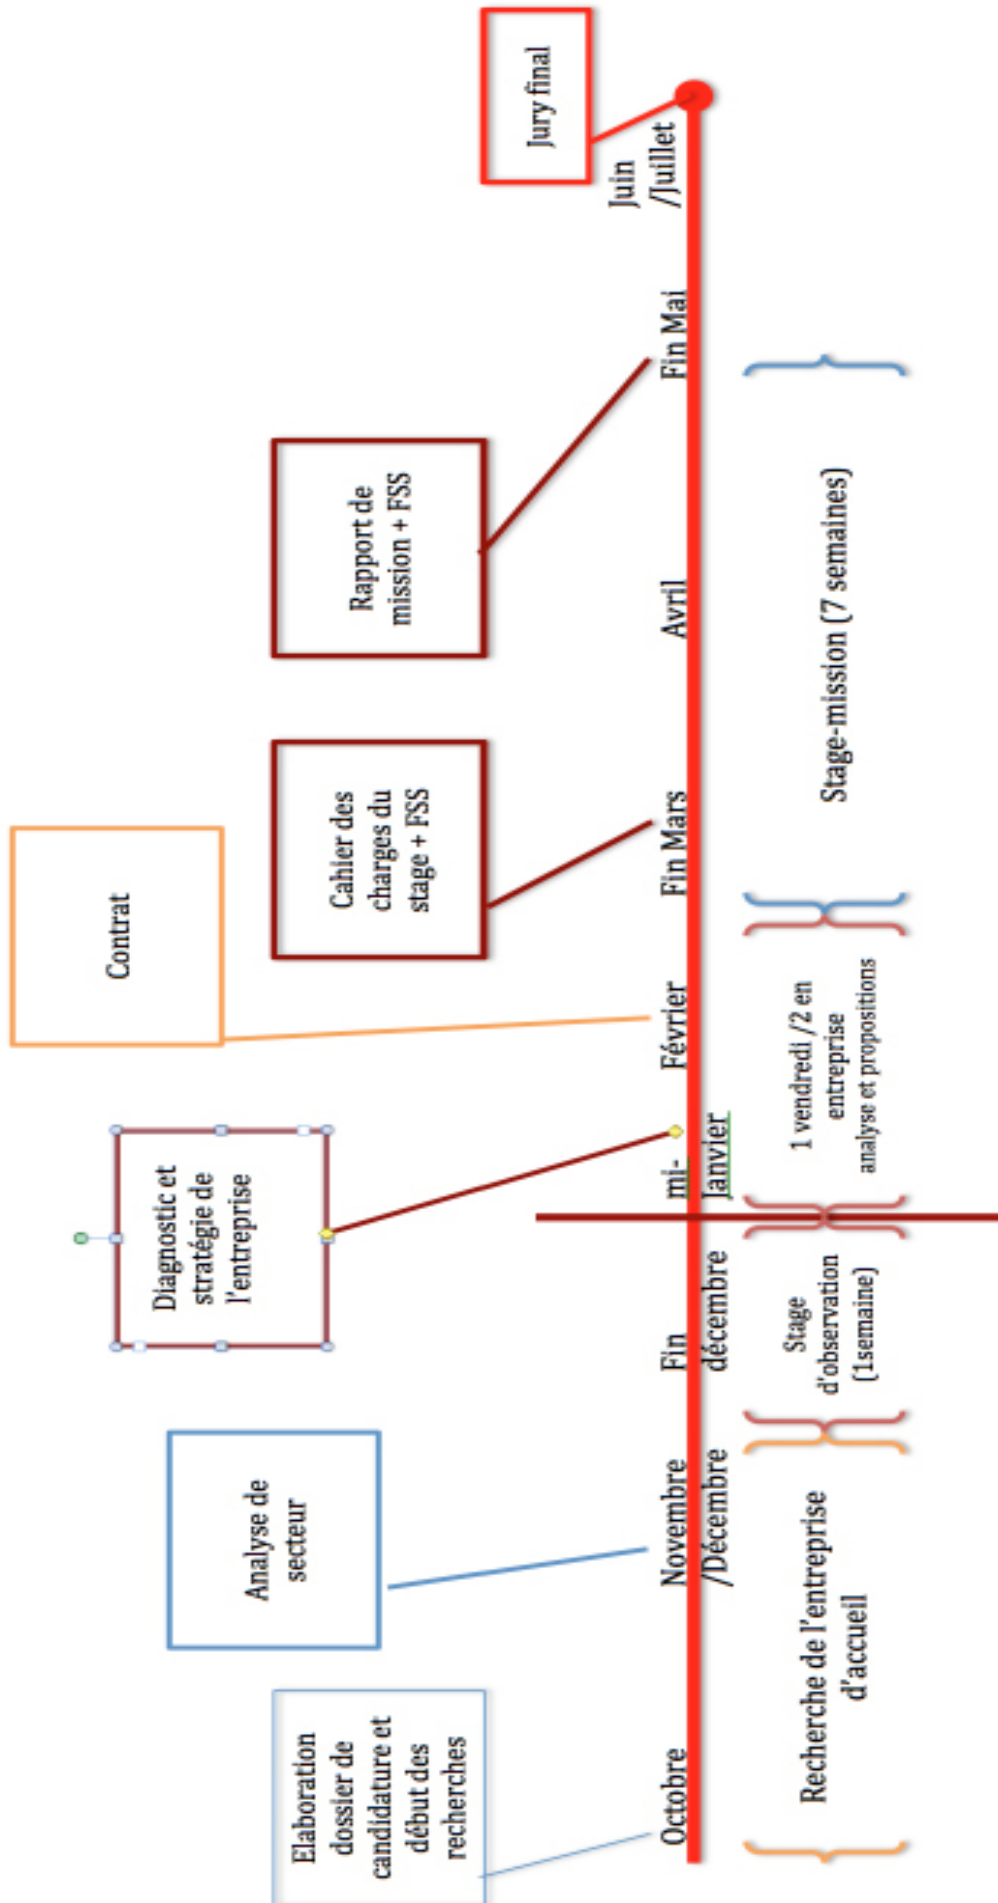 Contrat
Jury final
Diagnostic et
stratégie de
l'entreprise
Analyse de
secteur
Elaboration
dossier de
candidature et
début des
recherches
Cahier des
charges du
stage + FSS
Rapport de
mission + FSS
Octobre
Novembre
/Décembre
Fin
décembre
mi-
Janvier
Février
Fin Mars
Avril
Fin Mai
Juin
/Juillet
Recherche de l'entreprise
d'accueil
Stage
d'observation
(1semaine)
1 vendredi /2 en
entreprise
analyse et propositions
Stage-mission (7 semaines)